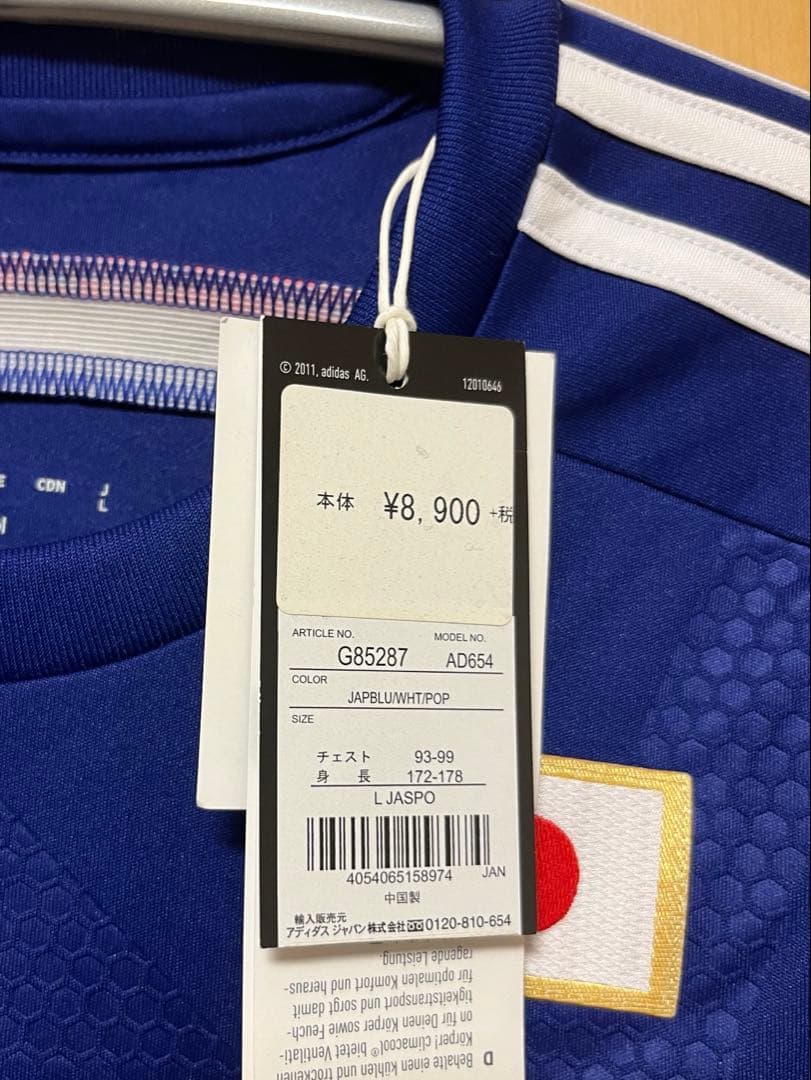 CDN J
L
© 2011, adidas AG.
12010646
本体 ¥8,900 +税
ARTICLE NO. MODEL NO.
G85287 AD654
COLOR
JAPBLU/WHT/POP
SIZE
チェスト 93-99
身 長 172-178
L JASPO
4054065158974 JAN
中国製
輸入販売元
アディダス ジャパン株式会社 0120-810-654
D Behalte einen kühlen und trockenen
Körper! climacool® bietet Ventilati-
on für Deinen Körper sowie Feuch-
tigkeitstransport und sorgt damit
für optimalen Komfort und heraus-
ragende Leistung.